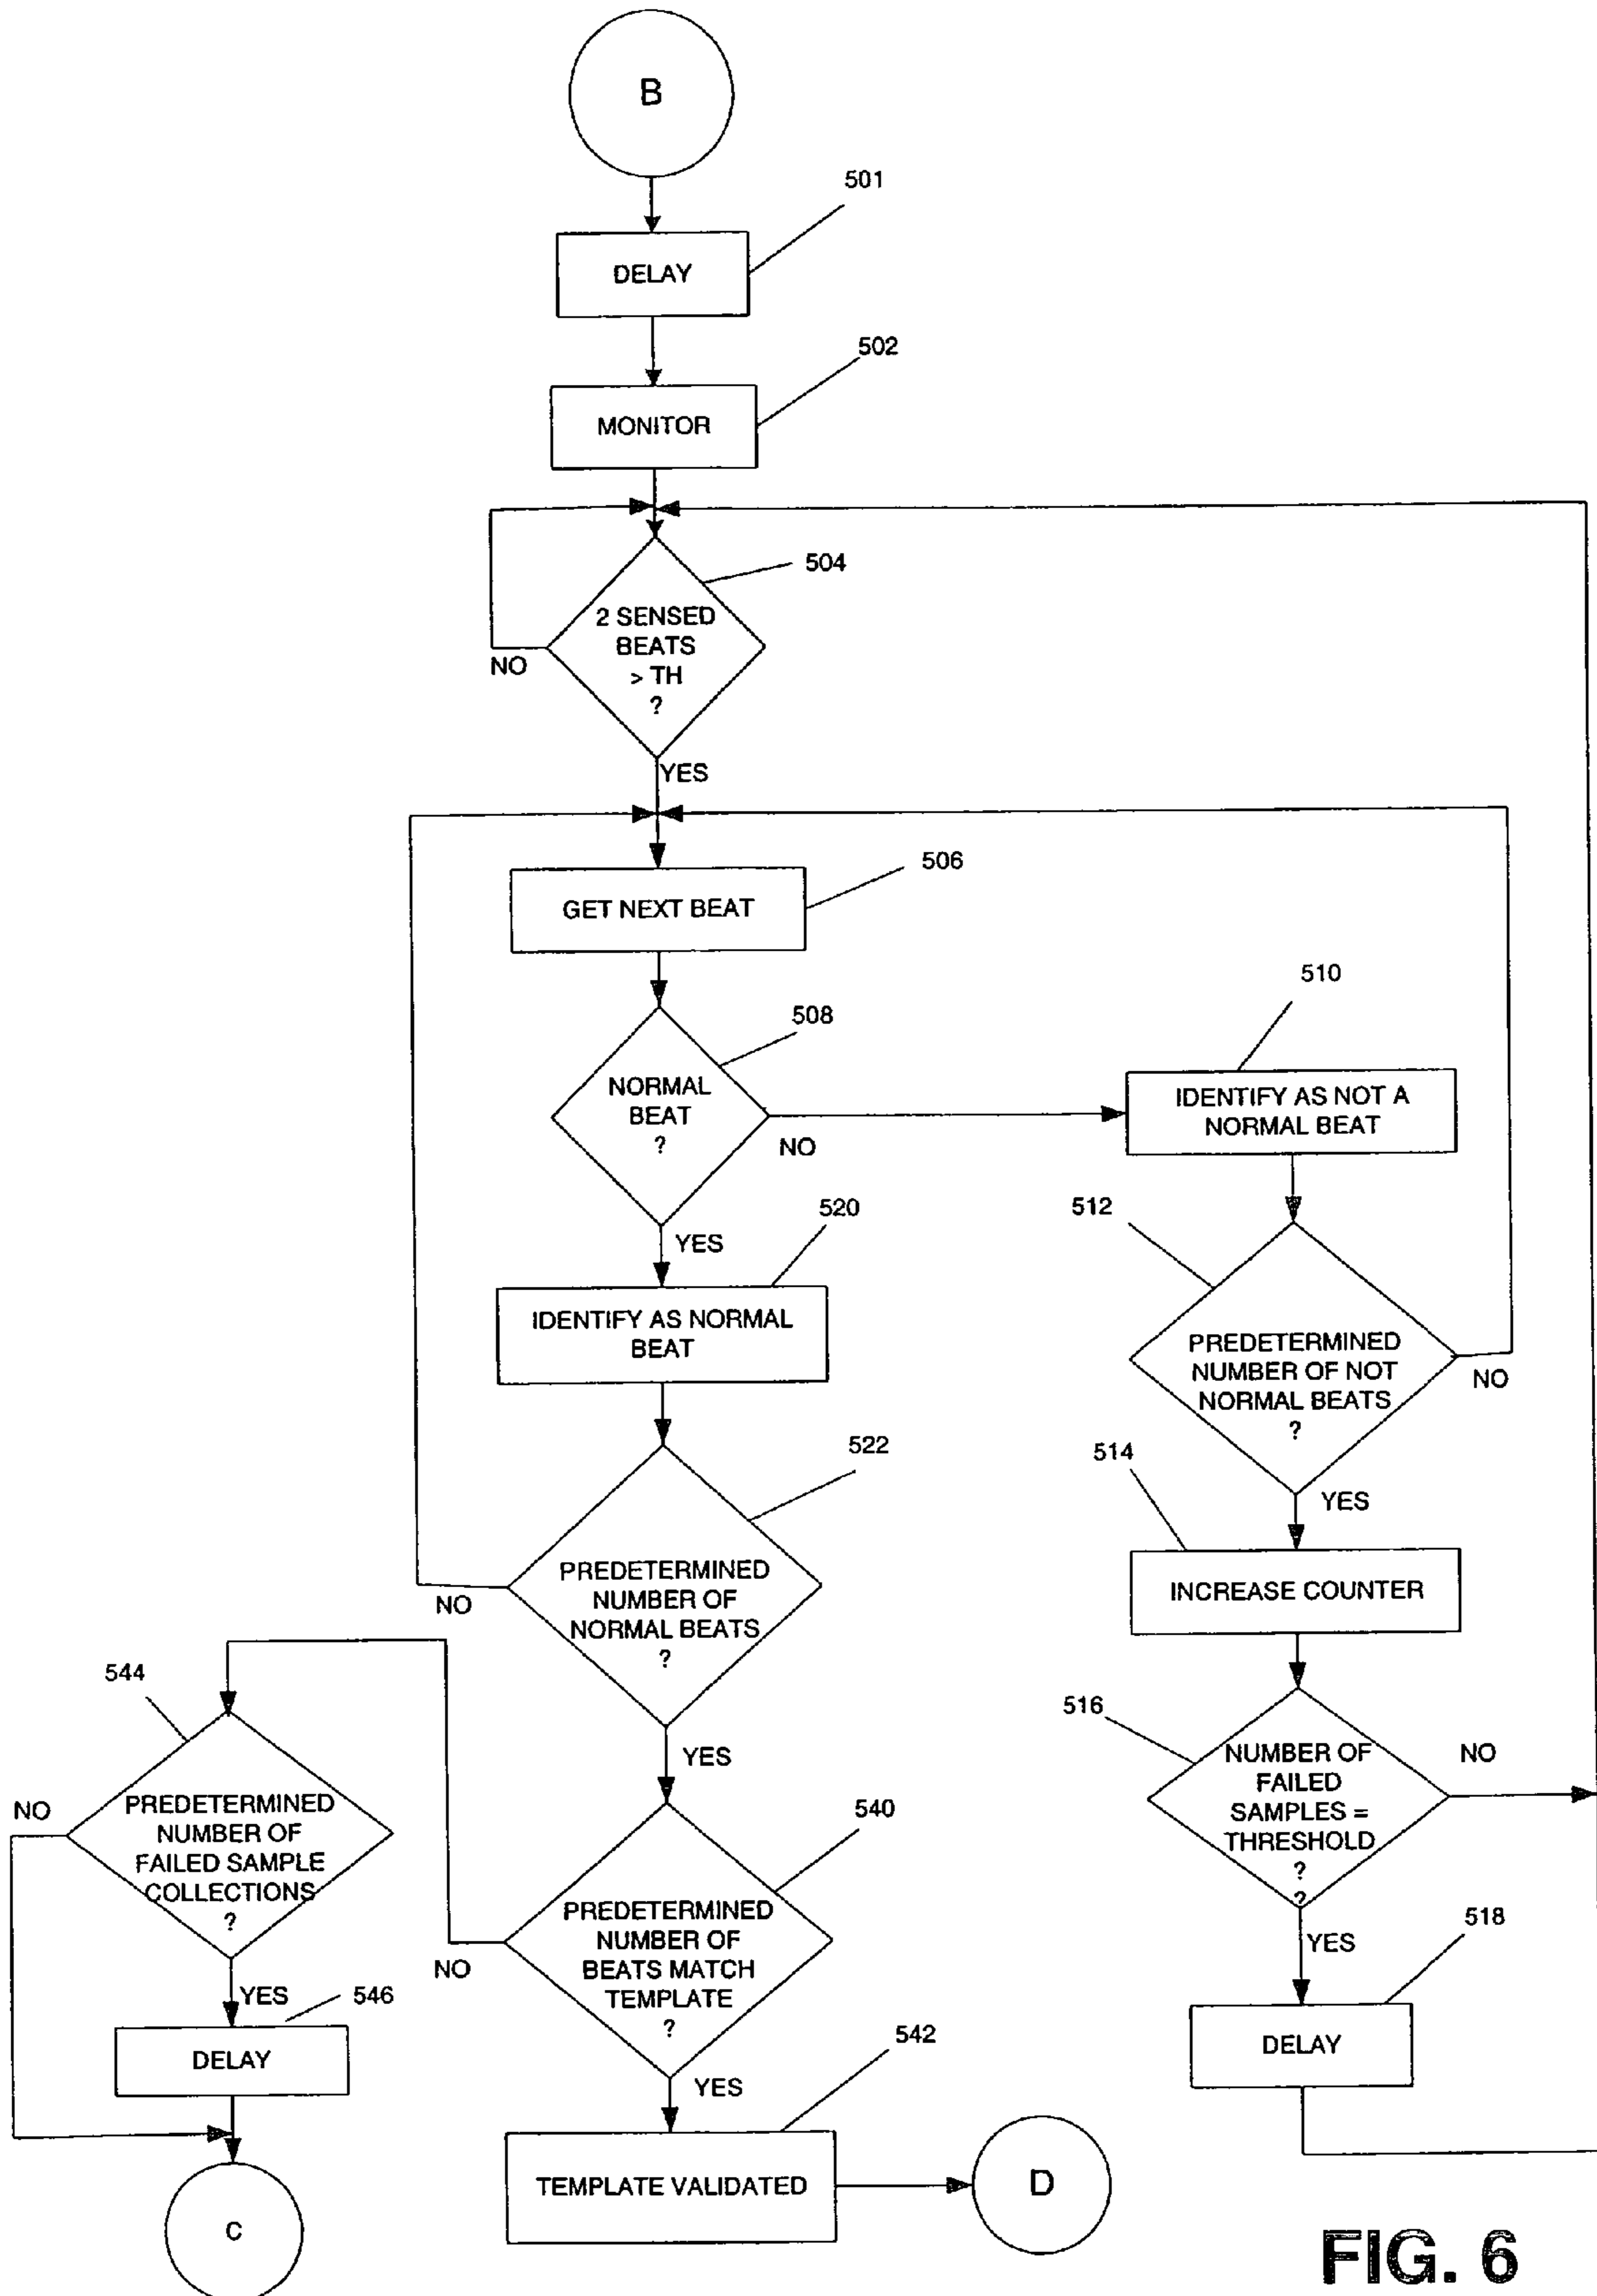 B
501
DELAY
502
MONITOR
504
2 SENSED
BEATS
> TH
?
NO
YES
506
GET NEXT BEAT
508
NORMAL
BEAT
?
NO
YES
510
IDENTIFY AS NOT A
NORMAL BEAT
512
PREDETERMINED
NUMBER OF NOT
NORMAL BEATS
?
NO
YES
514
INCREASE COUNTER
516
NUMBER OF
FAILED
SAMPLES =
THRESHOLD
?
?
NO
YES
518
DELAY
520
IDENTIFY AS NORMAL
BEAT
522
PREDETERMINED
NUMBER OF
NORMAL BEATS
?
NO
YES
540
PREDETERMINED
NUMBER OF
BEATS MATCH
TEMPLATE
?
NO
YES
542
TEMPLATE VALIDATED
D
544
PREDETERMINED
NUMBER OF
FAILED SAMPLE
COLLECTIONS
?
NO
YES
546
DELAY
C
FIG. 6